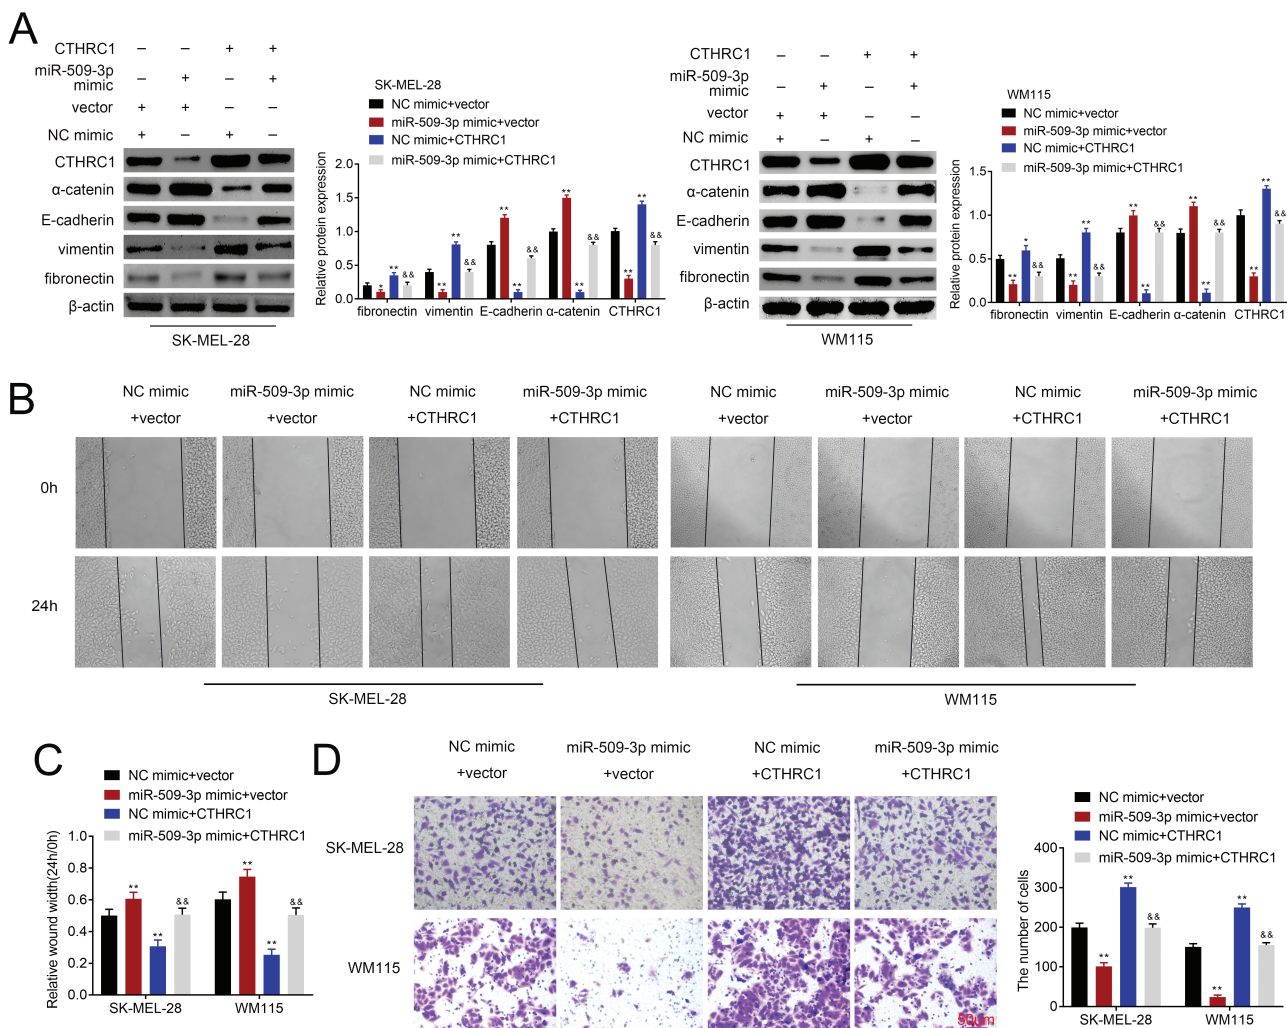 A
CTHRC1 – – + +
miR-509-3p
mimic – + – +
vector + + – –
NC mimic + – + –
CTHRC1
α-catenin
E-cadherin
vimentin
fibronectin
β-actin
SK-MEL-28
SK-MEL-28
NC mimic+vector
miR-509-3p mimic+vector
NC mimic+CTHRC1
miR-509-3p mimic+CTHRC1
Relative protein expression
2.0
1.5
1.0
0.5
0.0
** * ** && ** ** && ** ** && ** ** && ** ** &&
fibronectin vimentin E-cadherin α-catenin CTHRC1
CTHRC1 – – + +
miR-509-3p
mimic – + – +
vector + + – –
NC mimic + – + –
CTHRC1
α-catenin
E-cadherin
vimentin
fibronectin
β-actin
WM115
WM115
NC mimic+vector
miR-509-3p mimic+vector
NC mimic+CTHRC1
miR-509-3p mimic+CTHRC1
Relative protein expression
1.5
1.0
0.5
0.0
** * && ** ** && ** ** && ** ** && ** ** &&
fibronectin vimentin E-cadherin α-catenin CTHRC1
B
NC mimic miR-509-3p mimic NC mimic miR-509-3p mimic NC mimic miR-509-3p mimic NC mimic miR-509-3p mimic
+vector +vector +CTHRC1 +CTHRC1 +vector +vector +CTHRC1 +CTHRC1
0h
24h
SK-MEL-28 WM115
C
NC mimic+vector
miR-509-3p mimic+vector
NC mimic+CTHRC1
miR-509-3p mimic+CTHRC1
Relative wound width(24h/0h)
1.0
0.8
0.6
0.4
0.2
0.0
** ** && ** ** &&
SK-MEL-28 WM115
D
NC mimic miR-509-3p mimic NC mimic miR-509-3p mimic
+vector +vector +CTHRC1 +CTHRC1
SK-MEL-28
WM115
50um
NC mimic+vector
miR-509-3p mimic+vector
NC mimic+CTHRC1
miR-509-3p mimic+CTHRC1
The number of cells
400
300
200
100
0
** ** && ** ** &&
SK-MEL-28 WM115